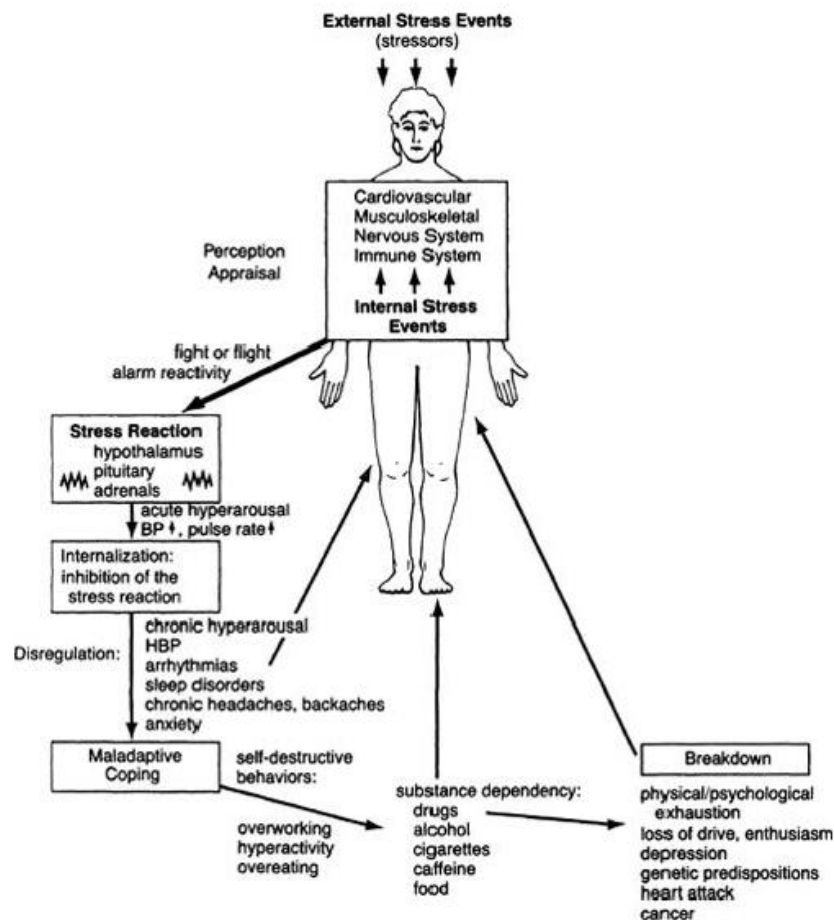 External Stress Events
(stressors)
Cardiovascular
Musculoskeletal
Nervous System
Immune System
Internal Stress
Events
Perception
Appraisal
fight or flight
alarm reactivity
Stress Reaction
hypothalamus
pituitary
adrenals
acute hyperarousal
BP ↑, pulse rate ↑
Internalization:
inhibition of the
stress reaction
Disregulation:
chronic hyperarousal
HBP
arrhythmias
sleep disorders
chronic headaches, backaches
anxiety
Maladaptive
Coping
self-destructive
behaviors:
overworking
hyperactivity
overeating
substance dependency:
drugs
alcohol
cigarettes
caffeine
food
Breakdown
physical/psychological
exhaustion
loss of drive, enthusiasm
depression
genetic predispositions
heart attack
cancer